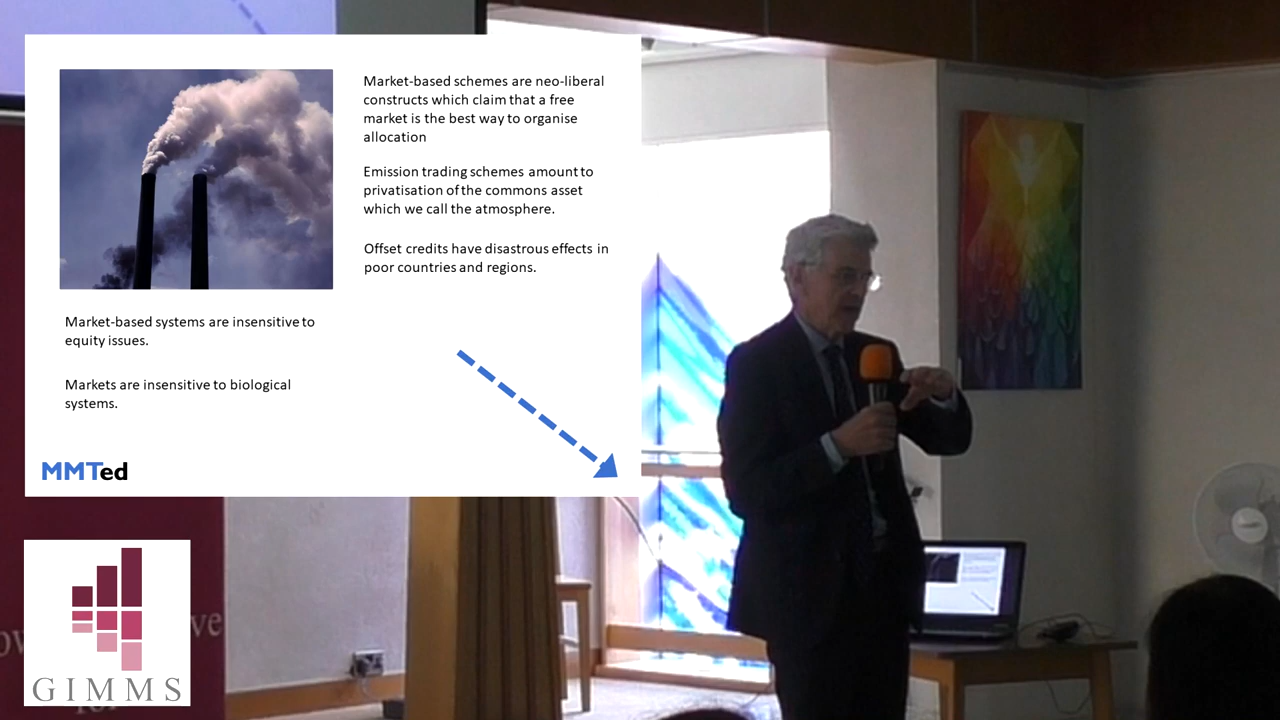 Market-based schemes are neo-liberal
constructs which claim that a free
market is the best way to organise
allocation
Emission trading schemes amount to
privatisation of the commons asset
which we call the atmosphere.
Offset credits have disastrous effects in
poor countries and regions.
Market-based systems are insensitive to
equity issues.
Markets are insensitive to biological
systems.
MMTed
GIMMS